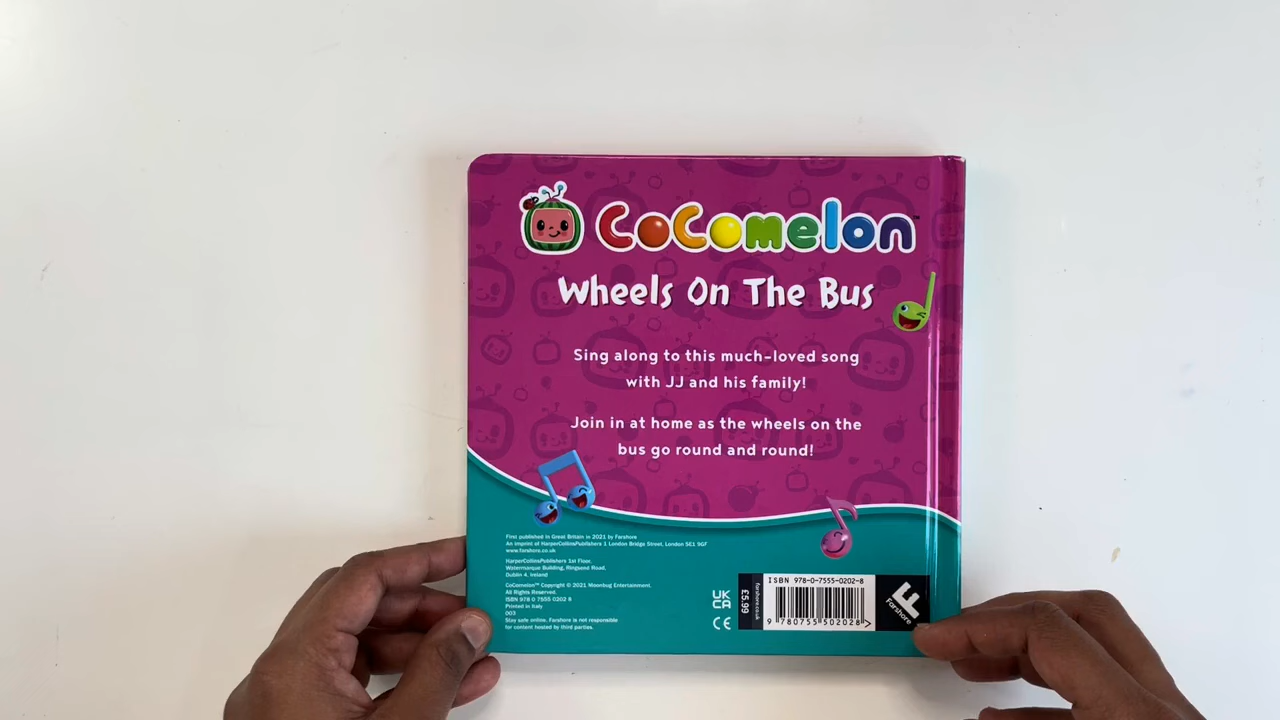 CoComelon™
Wheels On The Bus
Sing along to this much-loved song
with JJ and his family!
Join in at home as the wheels on the
bus go round and round!
First published in Great Britain in 2021 by Farshore
An imprint of HarperCollinsPublishers 1 London Bridge Street, London SE1 9GF
www.farshore.co.uk
HarperCollinsPublishers 1st Floor,
Watermarque Building, Ringsend Road,
Dublin 4, Ireland
CoComelon™ Copyright © 2021 Moonbug Entertainment.
All Rights Reserved.
ISBN 978 0 7555 0202 8
Printed in Italy
003
Stay safe online. Farshore is not responsible
for content hosted by third parties.
UK
CA
CE
£5.99
farshore.co.uk
ISBN 978-0-7555-0202-8
9 780755 502028 >
F
Farshore